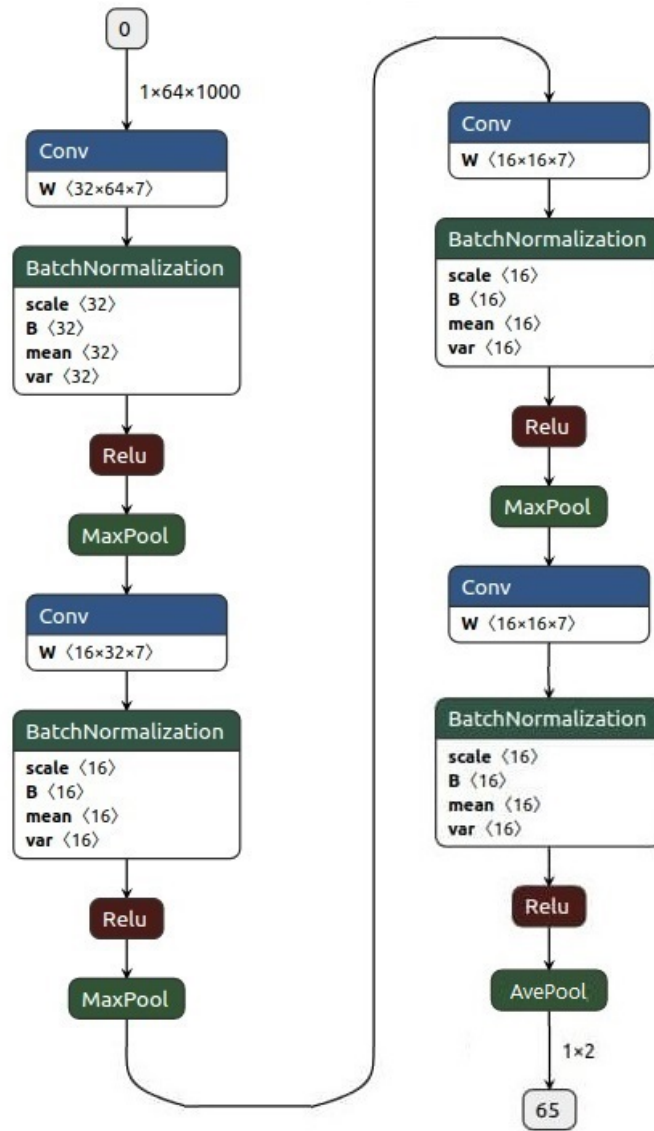 0
1×64×1000
Conv
W 〈32×64×7〉
BatchNormalization
scale 〈32〉
B 〈32〉
mean 〈32〉
var 〈32〉
Relu
MaxPool
Conv
W 〈16×32×7〉
BatchNormalization
scale 〈16〉
B 〈16〉
mean 〈16〉
var 〈16〉
Relu
MaxPool
Conv
W 〈16×16×7〉
BatchNormalization
scale 〈16〉
B 〈16〉
mean 〈16〉
var 〈16〉
Relu
MaxPool
Conv
W 〈16×16×7〉
BatchNormalization
scale 〈16〉
B 〈16〉
mean 〈16〉
var 〈16〉
Relu
AvePool
1×2
65